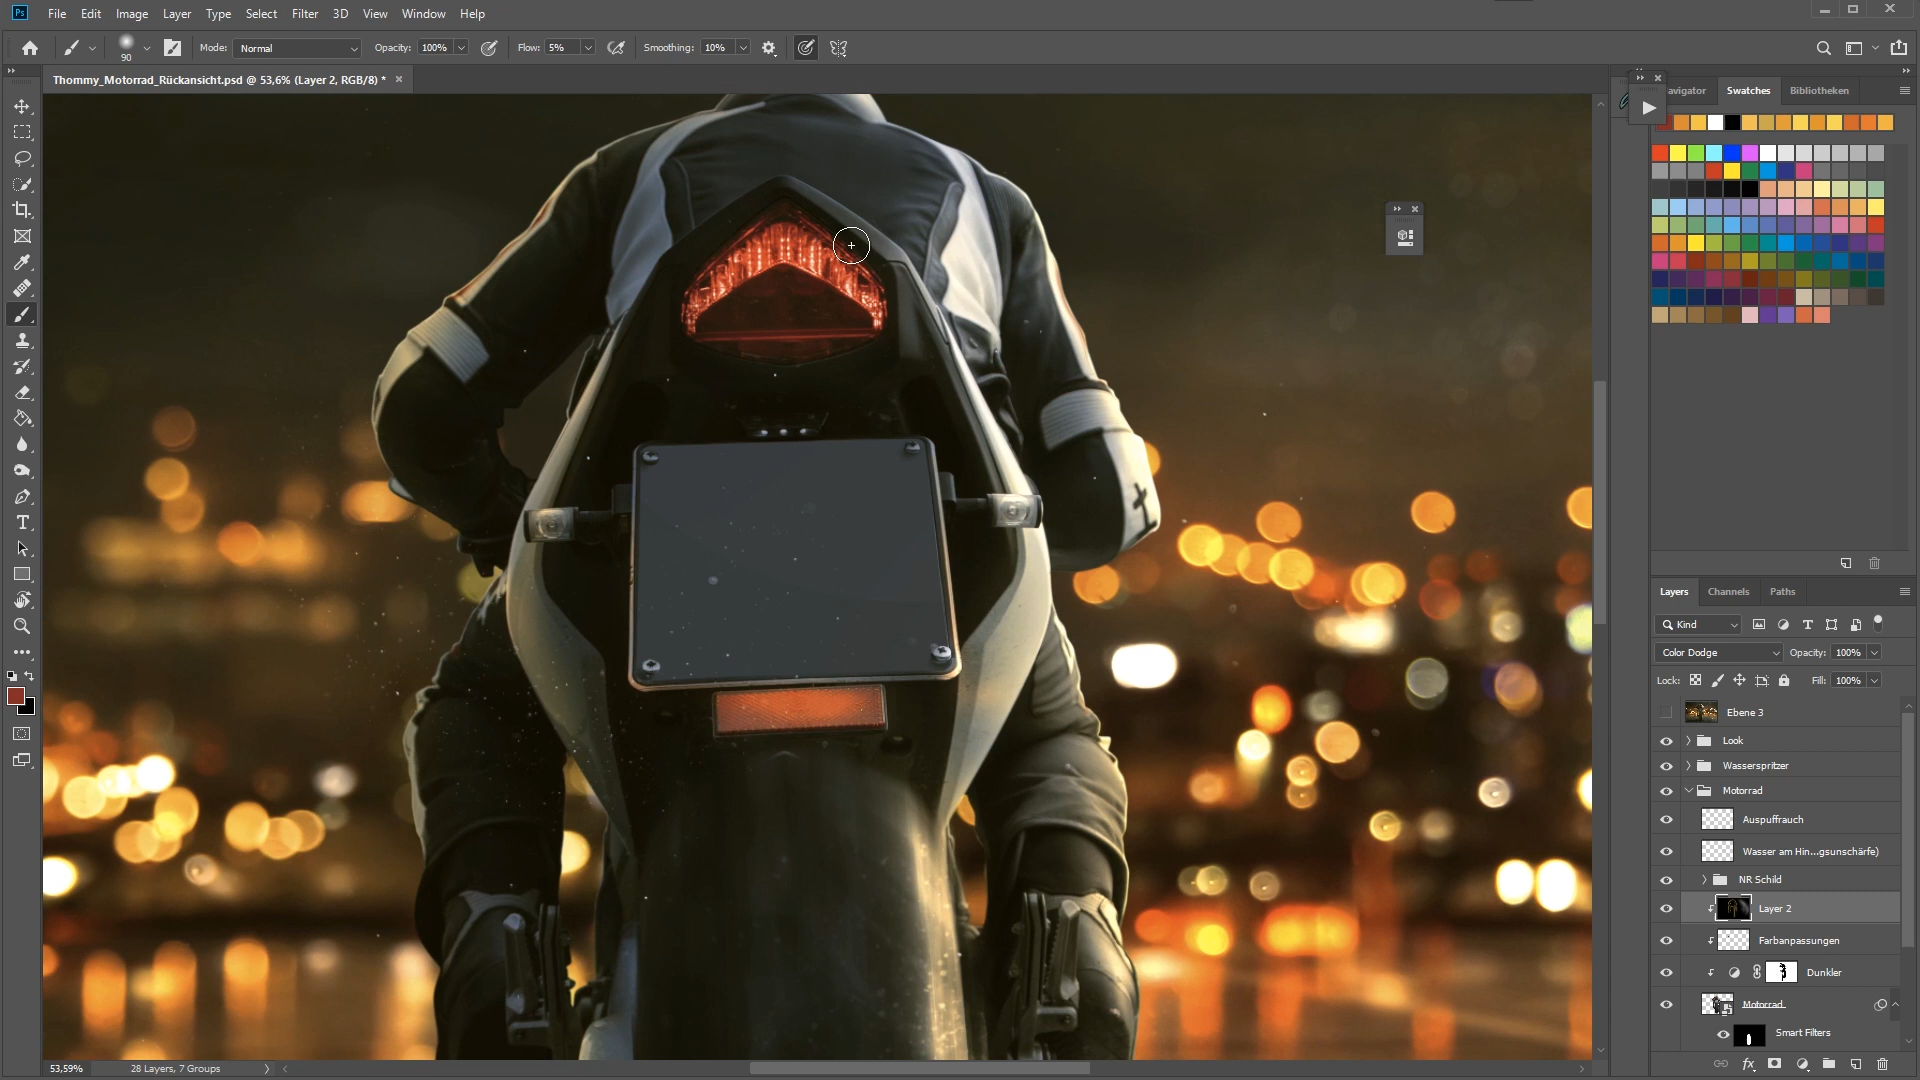 Ps File Edit Image Layer Type Select Filter 3D View Window Help
90 Mode: Normal Opacity: 100% Flow: 5% Smoothing: 10%
Thommy_Motorrad_Rückansicht.psd @ 53,6% (Layer 2, RGB/8) *
avigator Swatches Bibliotheken
Layers Channels Paths
Kind
Color Dodge Opacity: 100%
Lock: Fill: 100%
Ebene 3
Look
Wasserspritzer
Motorrad
Auspuffrauch
Wasser am Hin...gsunschärfe)
NR Schild
Layer 2
Farbanpassungen
Dunkler
Motorrad
Smart Filters
fx
53,59% 28 Layers, 7 Groups